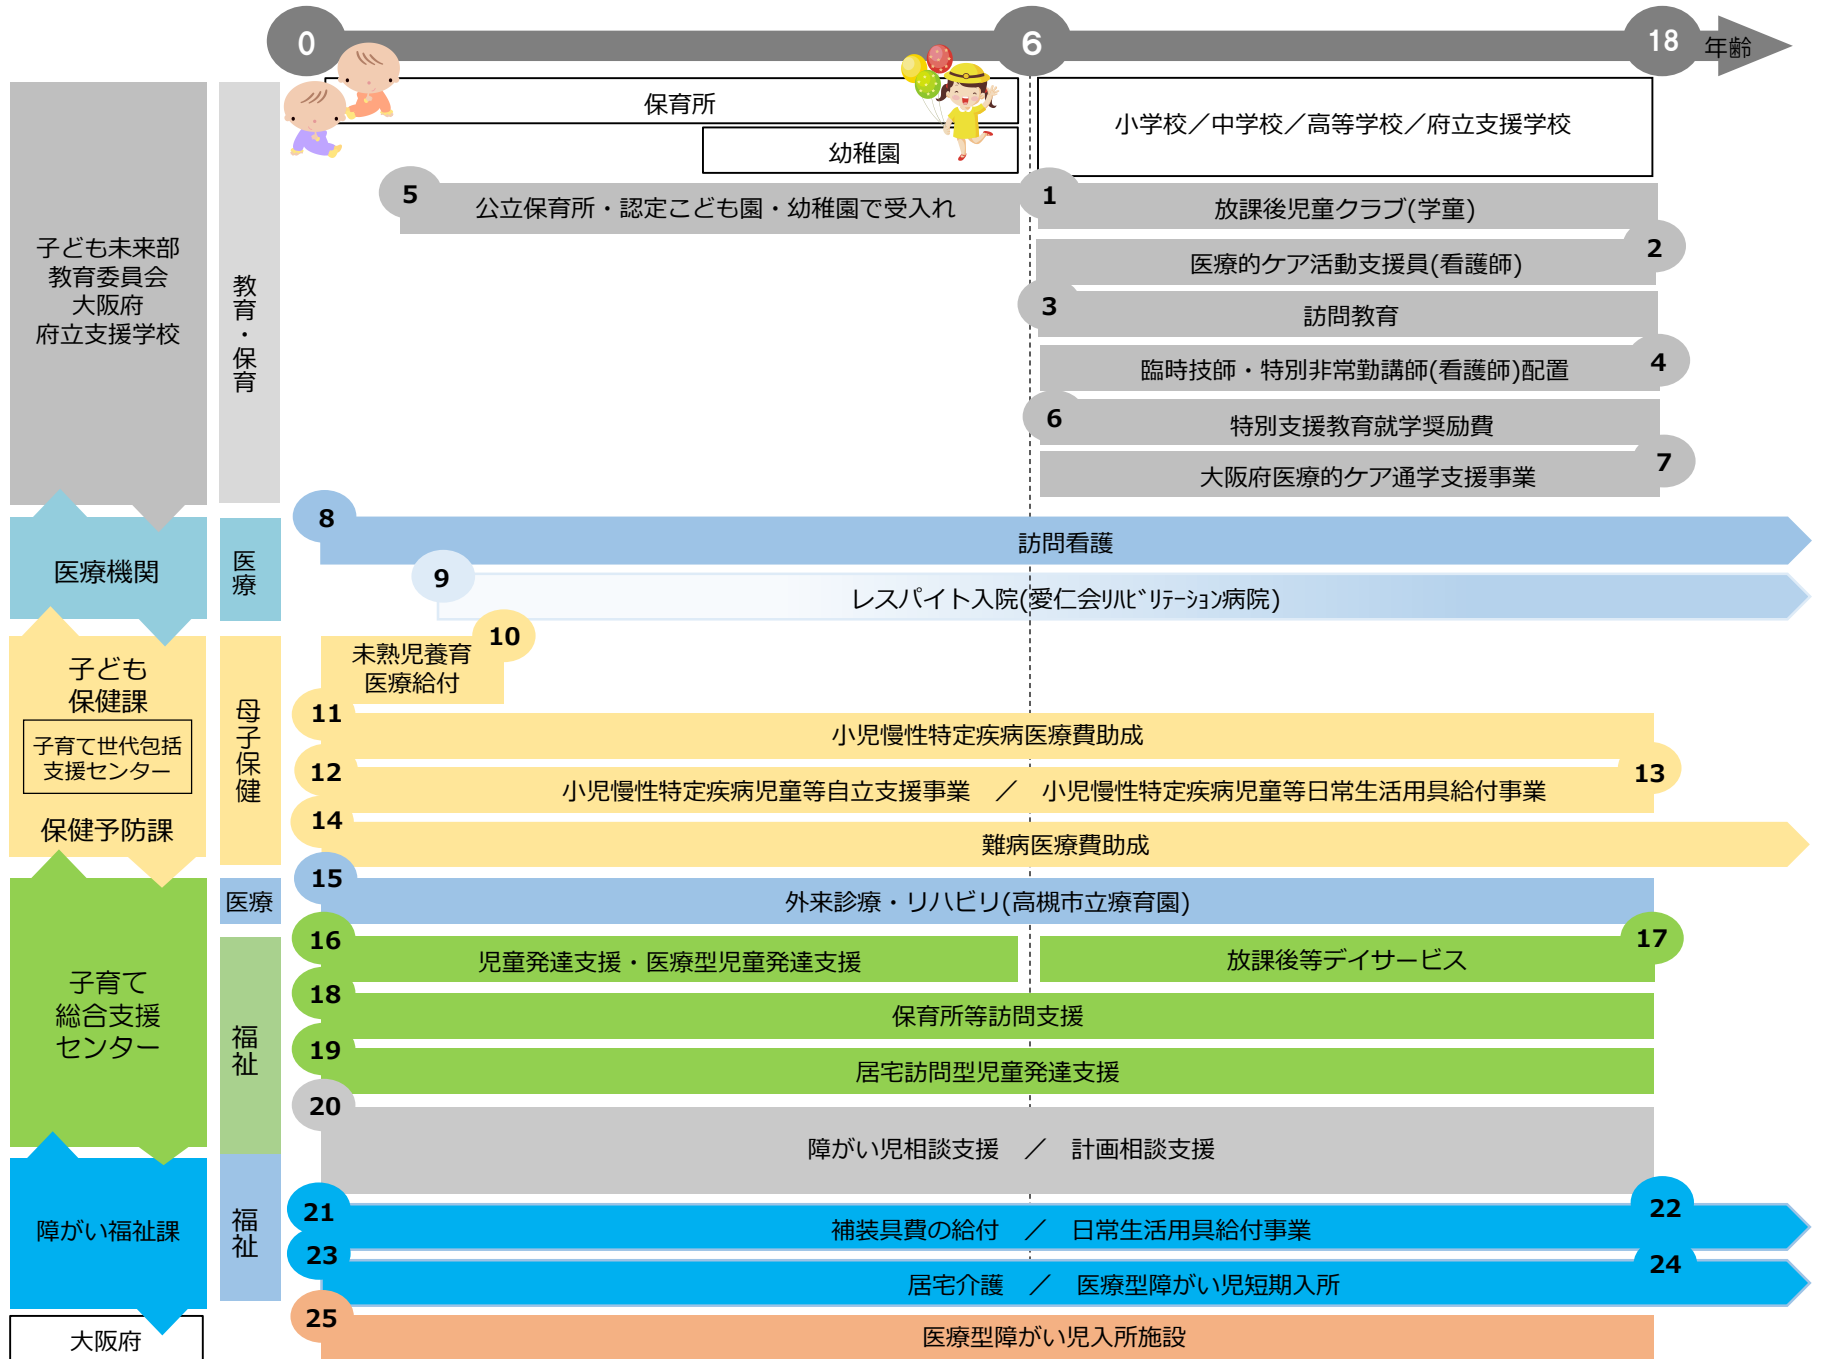 0
6
18
年齢
保育所
幼稚園
小学校／中学校／高等学校／府立支援学校
子ども未来部
教育委員会
大阪府
府立支援学校
教育・保育
5
公立保育所・認定こども園・幼稚園で受入れ
1
放課後児童クラブ(学童)
医療的ケア活動支援員(看護師)
2
3
訪問教育
臨時技師・特別非常勤講師(看護師)配置
4
6
特別支援教育就学奨励費
大阪府医療的ケア通学支援事業
7
医療機関
医療
8
訪問看護
9
レスパイト入院(愛仁会ﾘﾊﾋﾞﾘﾃｰｼｮﾝ病院)
子ども
保健課
子育て世代包括
支援センター
保健予防課
母子保健
未熟児養育
医療給付
10
11
小児慢性特定疾病医療費助成
12
小児慢性特定疾病児童等自立支援事業　／　小児慢性特定疾病児童等日常生活用具給付事業
13
14
難病医療費助成
子育て
総合支援
センター
医療
15
外来診療・リハビリ(高槻市立療育園)
福祉
16
児童発達支援・医療型児童発達支援
放課後等デイサービス
17
18
保育所等訪問支援
19
居宅訪問型児童発達支援
20
障がい児相談支援　／　計画相談支援
障がい福祉課
福祉
21
補装具費の給付　／　日常生活用具給付事業
22
23
居宅介護　／　医療型障がい児短期入所
24
大阪府
25
医療型障がい児入所施設